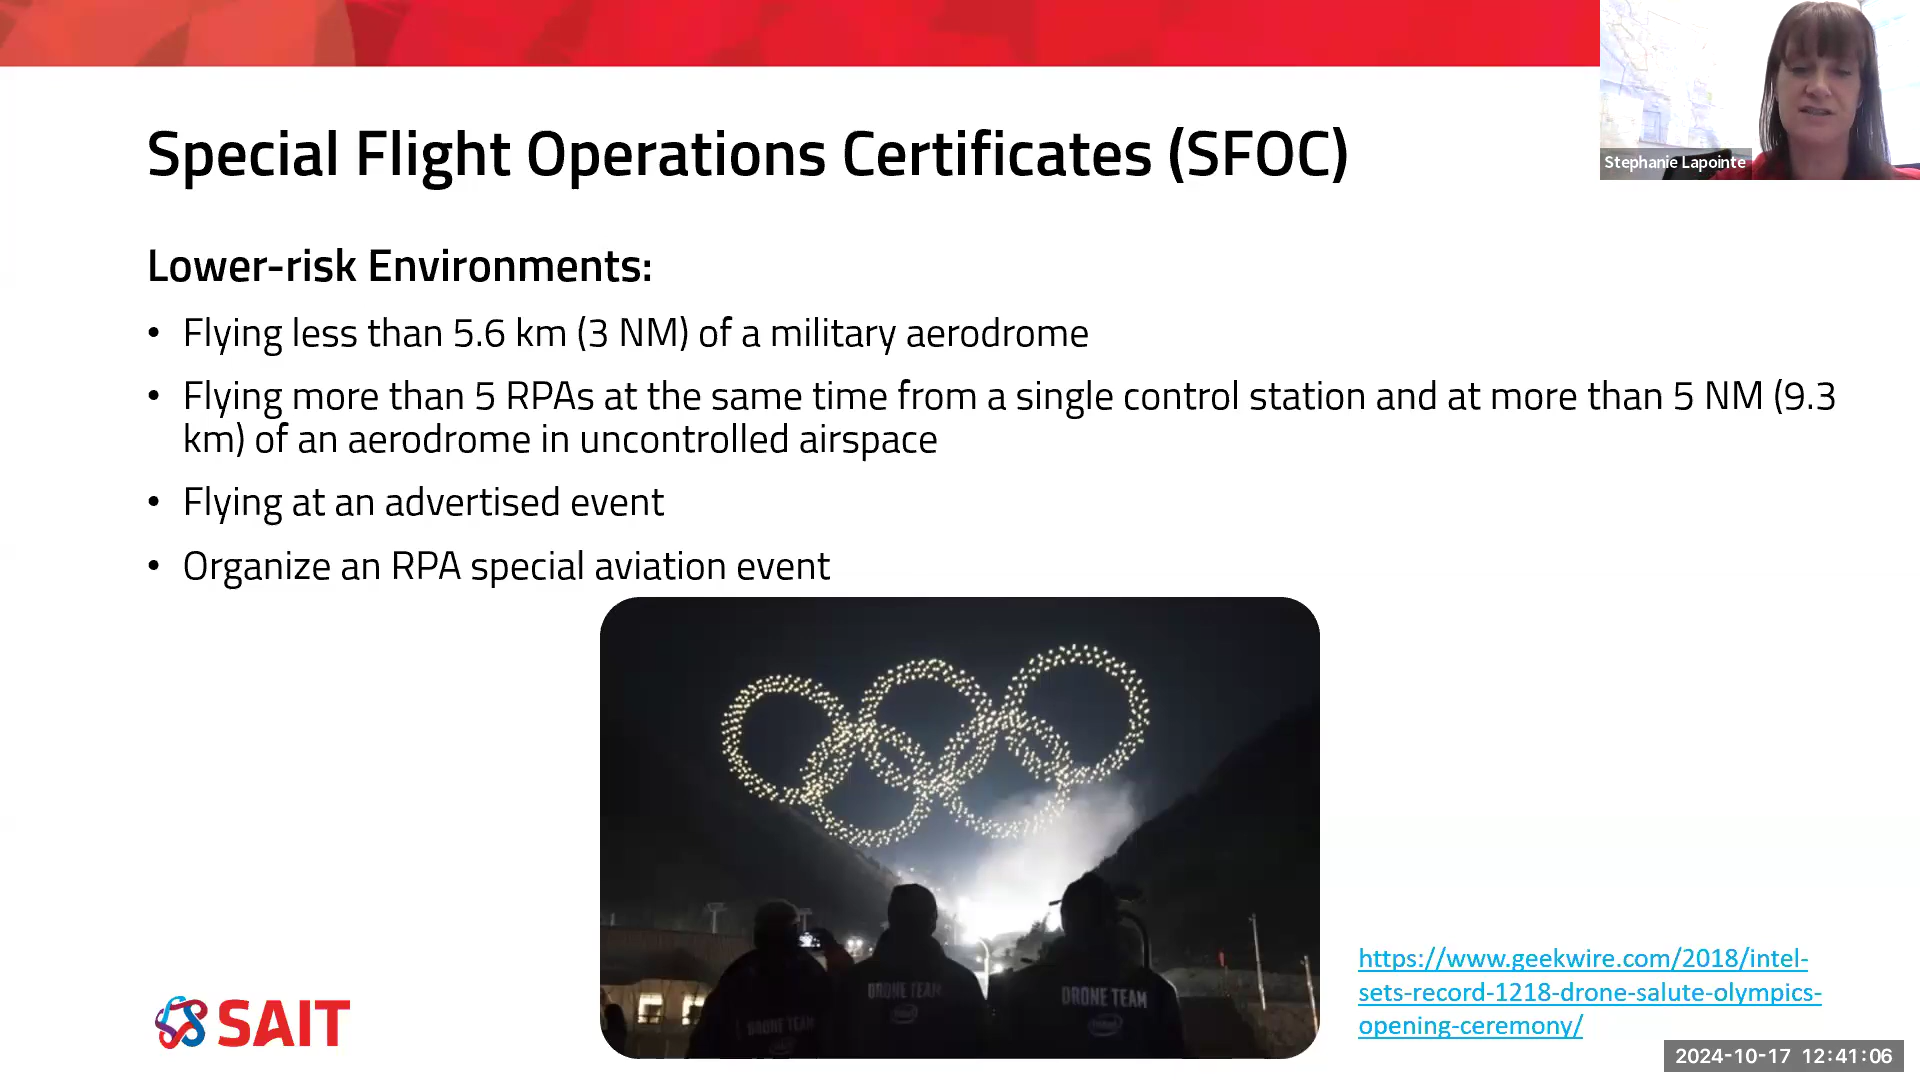 Special Flight Operations Certificates (SFOC)
Stephanie Lapointe
Lower-risk Environments:
• Flying less than 5.6 km (3 NM) of a military aerodrome
• Flying more than 5 RPAs at the same time from a single control station and at more than 5 NM (9.3
km) of an aerodrome in uncontrolled airspace
• Flying at an advertised event
• Organize an RPA special aviation event
DRONE TEAM
DRONE TEAM
DRONE TEAM
https://www.geekwire.com/2018/intel-
sets-record-1218-drone-salute-olympics-
opening-ceremony/
SAIT
2024-10-17 12:41:06